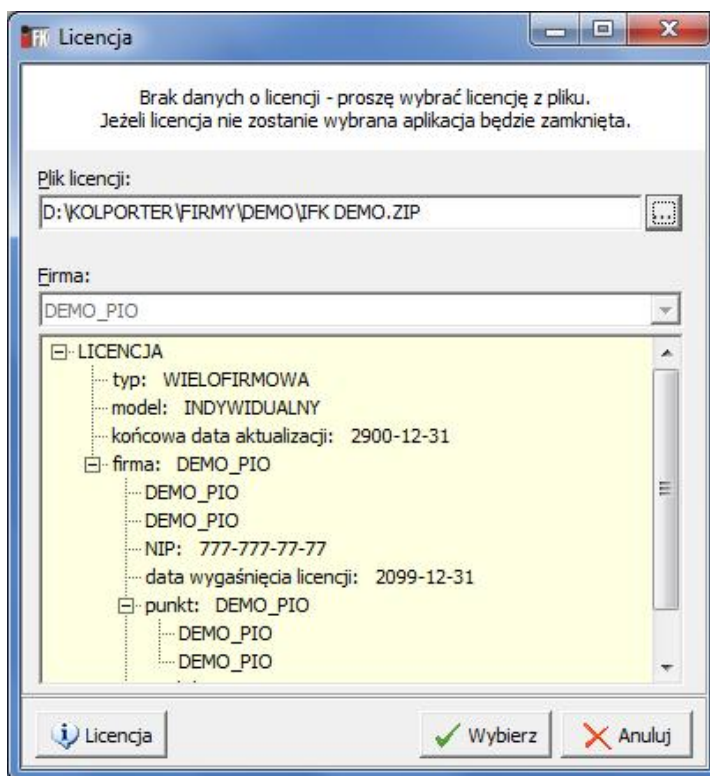 IFK Licencja
Brak danych o licencji - proszę wybrać licencję z pliku.
Jeżeli licencja nie zostanie wybrana aplikacja będzie zamknięta.
Plik licencji:
D:\KOLPORTER\FIRMY\DEMO\IFK DEMO.ZIP
...
Firma:
DEMO_PIO
LICENCJA
typ: WIELOFIRMOWA
model: INDYWIDUALNY
końcowa data aktualizacji: 2900-12-31
firma: DEMO_PIO
DEMO_PIO
DEMO_PIO
NIP: 777-777-77-77
data wygaśnięcia licencji: 2099-12-31
punkt: DEMO_PIO
DEMO_PIO
DEMO_PIO
Licencja
Wybierz
Anuluj